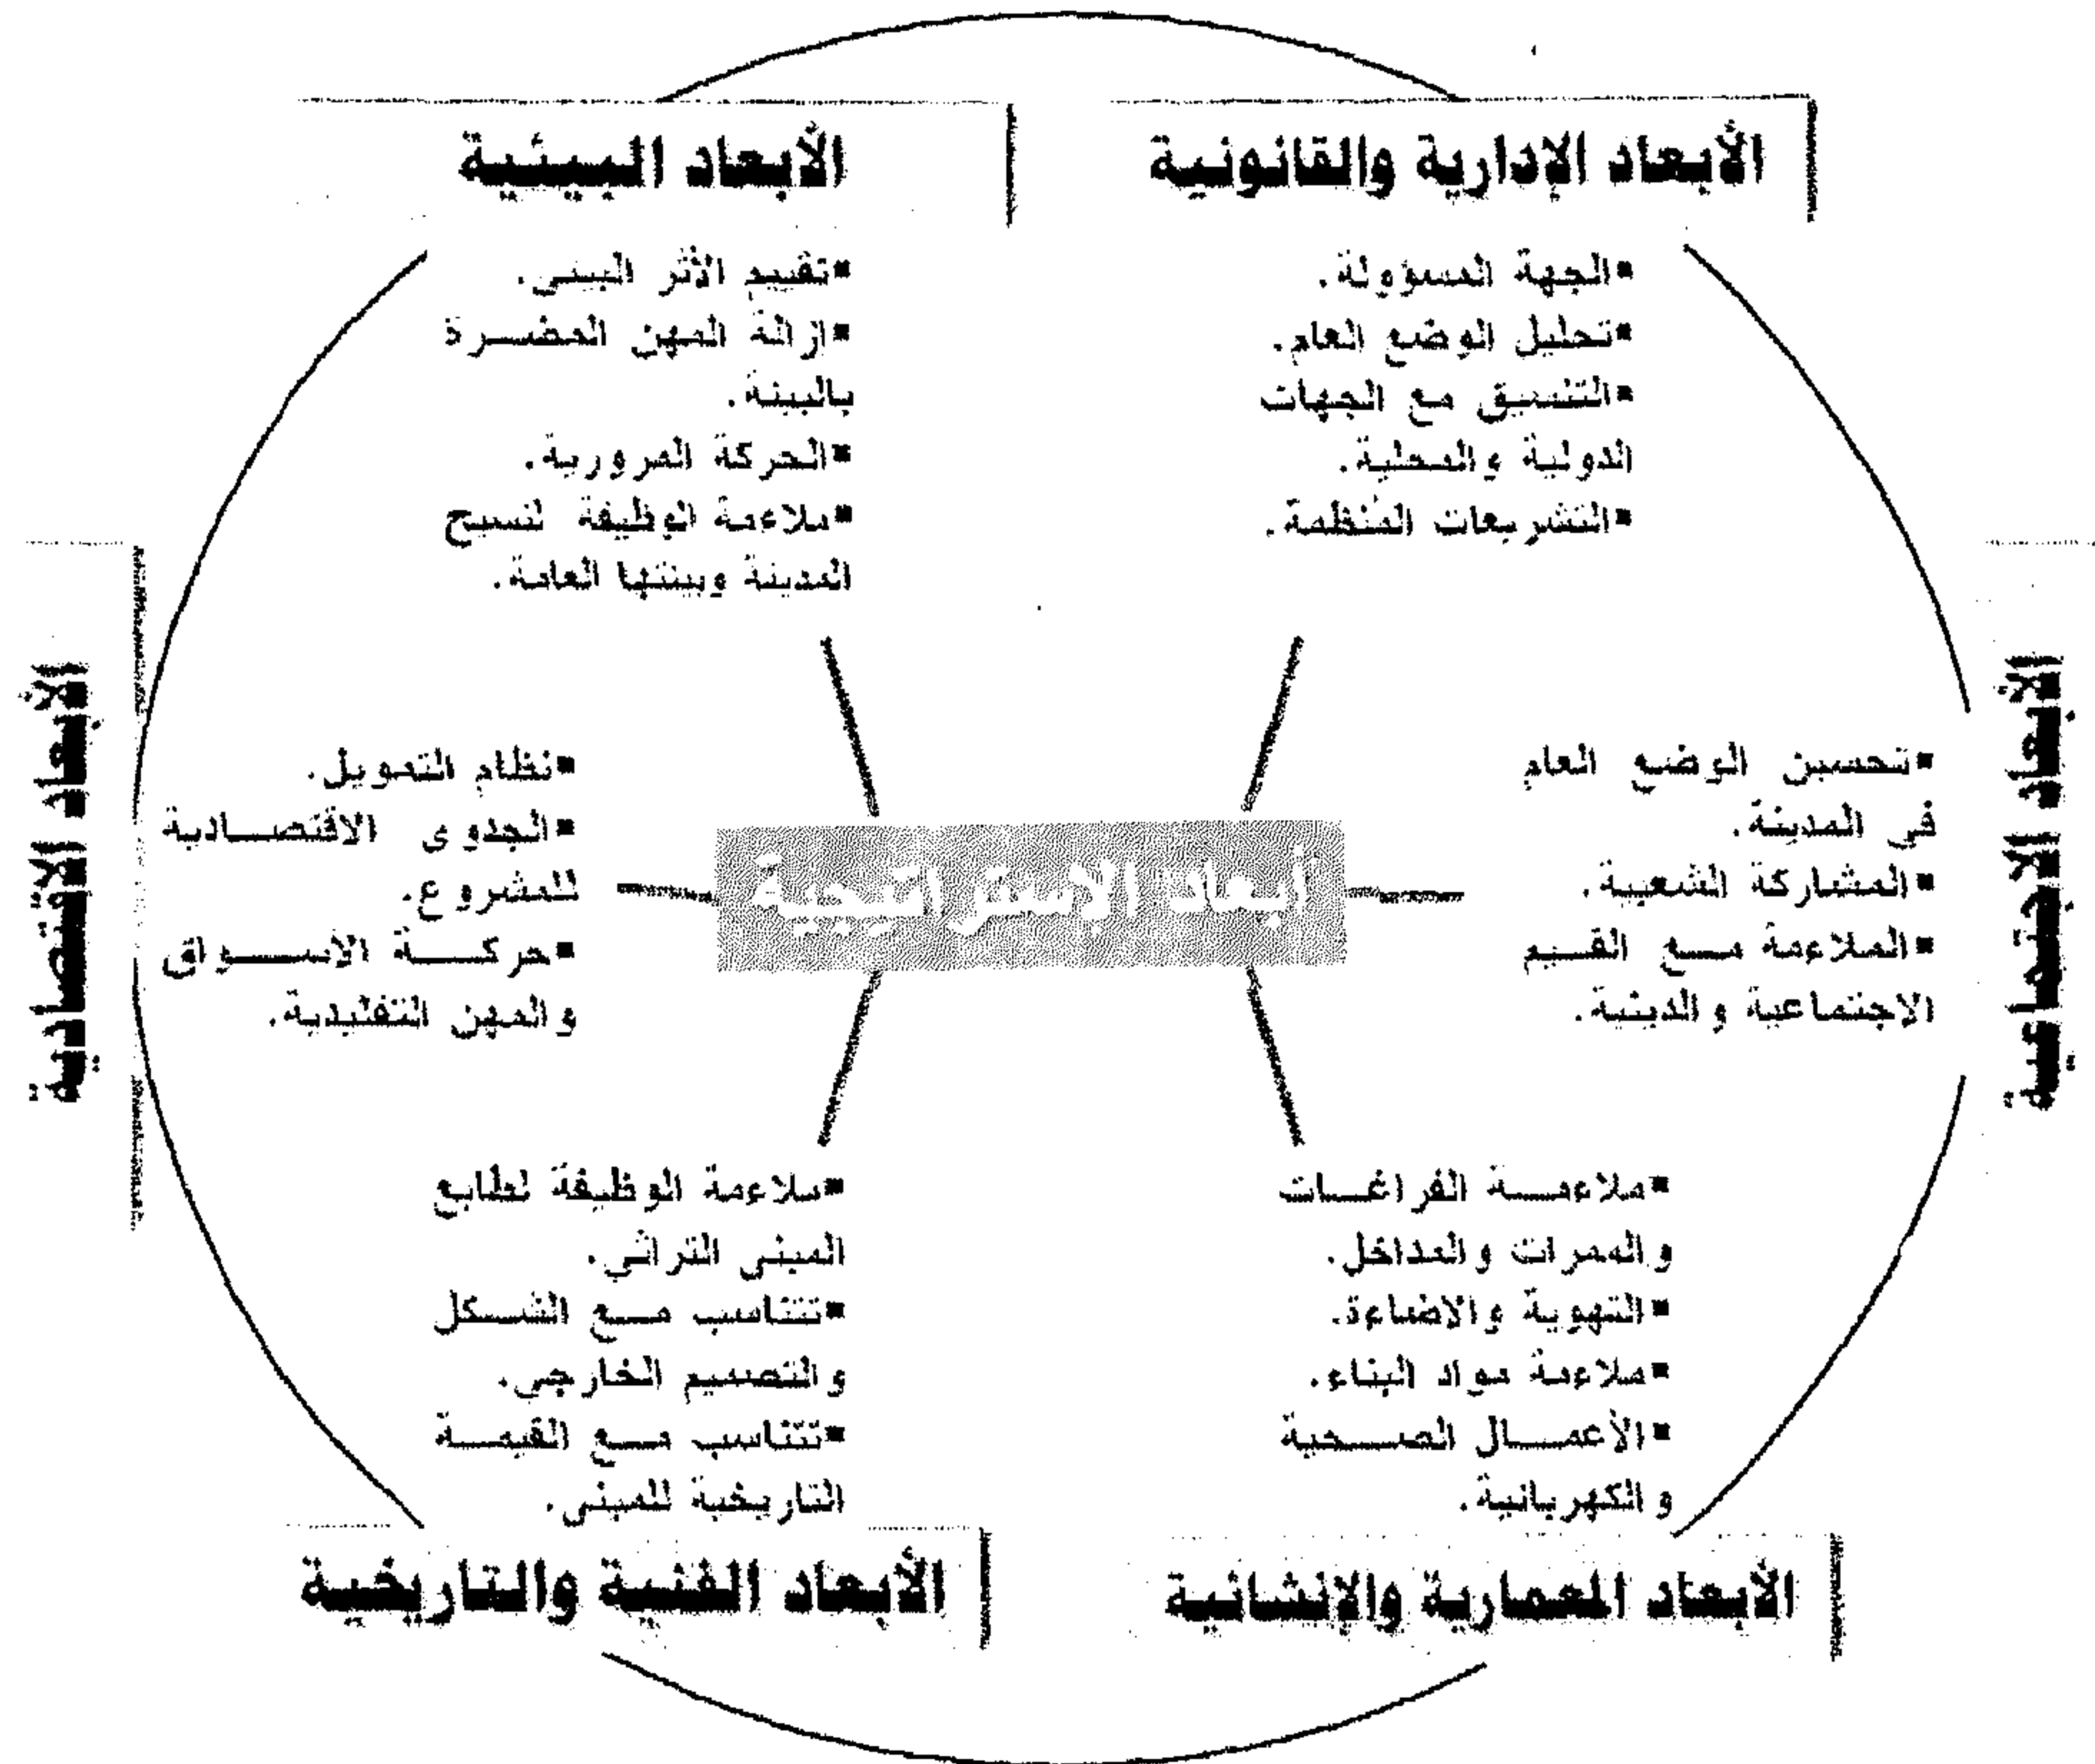 الأبعاد الإدارية والقانونية
▪الجهة المسؤولة.
▪تحليل الوضع العام.
▪التنسيق مع الجهات
الدولية والمحلية.
▪التشريعات المنظمة.
الأبعاد البيئية
▪تقييم الأثر البيئي.
▪ازالة المهن المضرة
بالبيئة.
▪الحركة المرورية.
▪ملاءمة الوظيفة لنسيج
المدينة وبيئتها العامة.
الأبعاد الاجتماعية
▪تحسين الوضع العام
في المدينة.
▪المشاركة الشعبية.
▪الملاءمة مع القيم
الاجتماعية والدينية.
أبعاد الإستراتيجية
▪نظام التمويل.
▪الجدوى الاقتصادية
للمشروع.
▪حركة الاسواق
والمهن التقليدية.
الأبعاد الاقتصادية
▪ملاءمة الفراغات
والممرات والمداخل.
▪التهوية والاضاءة.
▪ملاءمة مواد البناء.
▪الأعمال الصحية
والكهربائية.
الأبعاد المعمارية والإنشائية
▪ملاءمة الوظيفة لطابع
المبنى التراثي.
▪تتناسب مع الشكل
والتصميم الخارجي.
▪تتناسب مع القيمة
التاريخية للمبنى.
الأبعاد الفنية والتاريخية